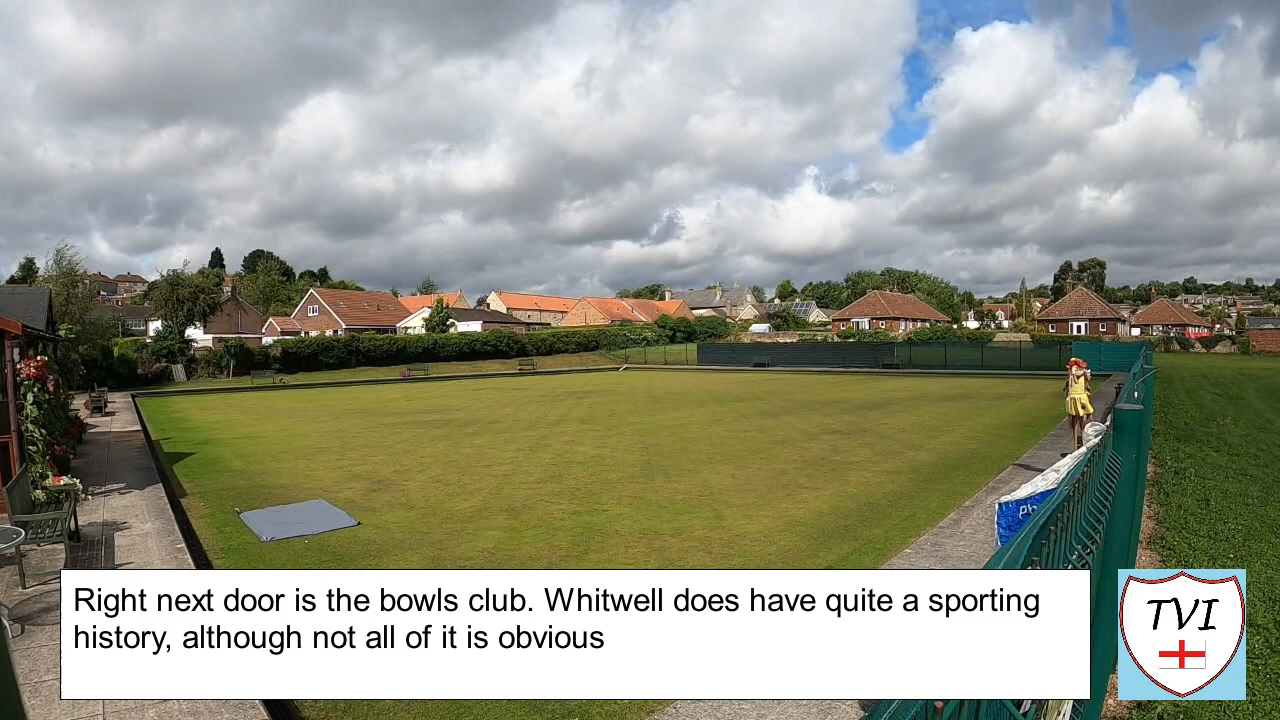 Right next door is the bowls club. Whitwell does have quite a sporting
history, although not all of it is obvious
TVI